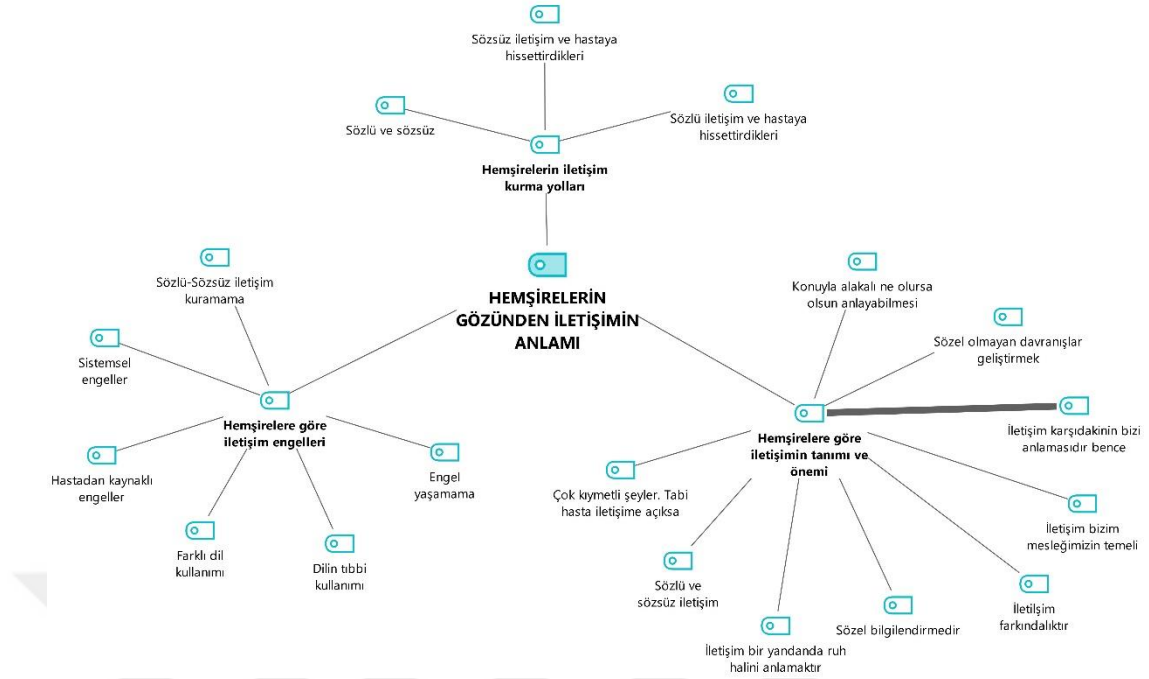 Sözsüz iletişim ve hastaya
hissettirdikleri
Sözlü ve sözsüz
Sözlü iletişim ve hastaya
hissettirdikleri
Hemşirelerin iletişim
kurma yolları
HEMŞİRELERİN
GÖZÜNDEN İLETİŞİMİN
ANLAMI
Sözlü-Sözsüz iletişim
kuramama
Sistemsel
engeller
Hemşirelere göre
iletişim engelleri
Hastadan kaynaklı
engeller
Engel
yaşamama
Farklı dil
kullanımı
Dilin tıbbi
kullanımı
Konuyla alakalı ne olursa
olsun anlayabilmesi
Sözel olmayan davranışlar
geliştirmek
İletişim karşıdakinin bizi
anlamasıdır bence
Hemşirelere göre
iletişimin tanımı ve
önemi
Çok kıymetli şeyler. Tabi
hasta iletişime açıksa
İletişim bizim
mesleğimizin temeli
Sözlü ve
sözsüz iletişim
İletilşim
farkındalıktır
Sözel bilgilendirmedir
İletişim bir yandanda ruh
halini anlamaktır